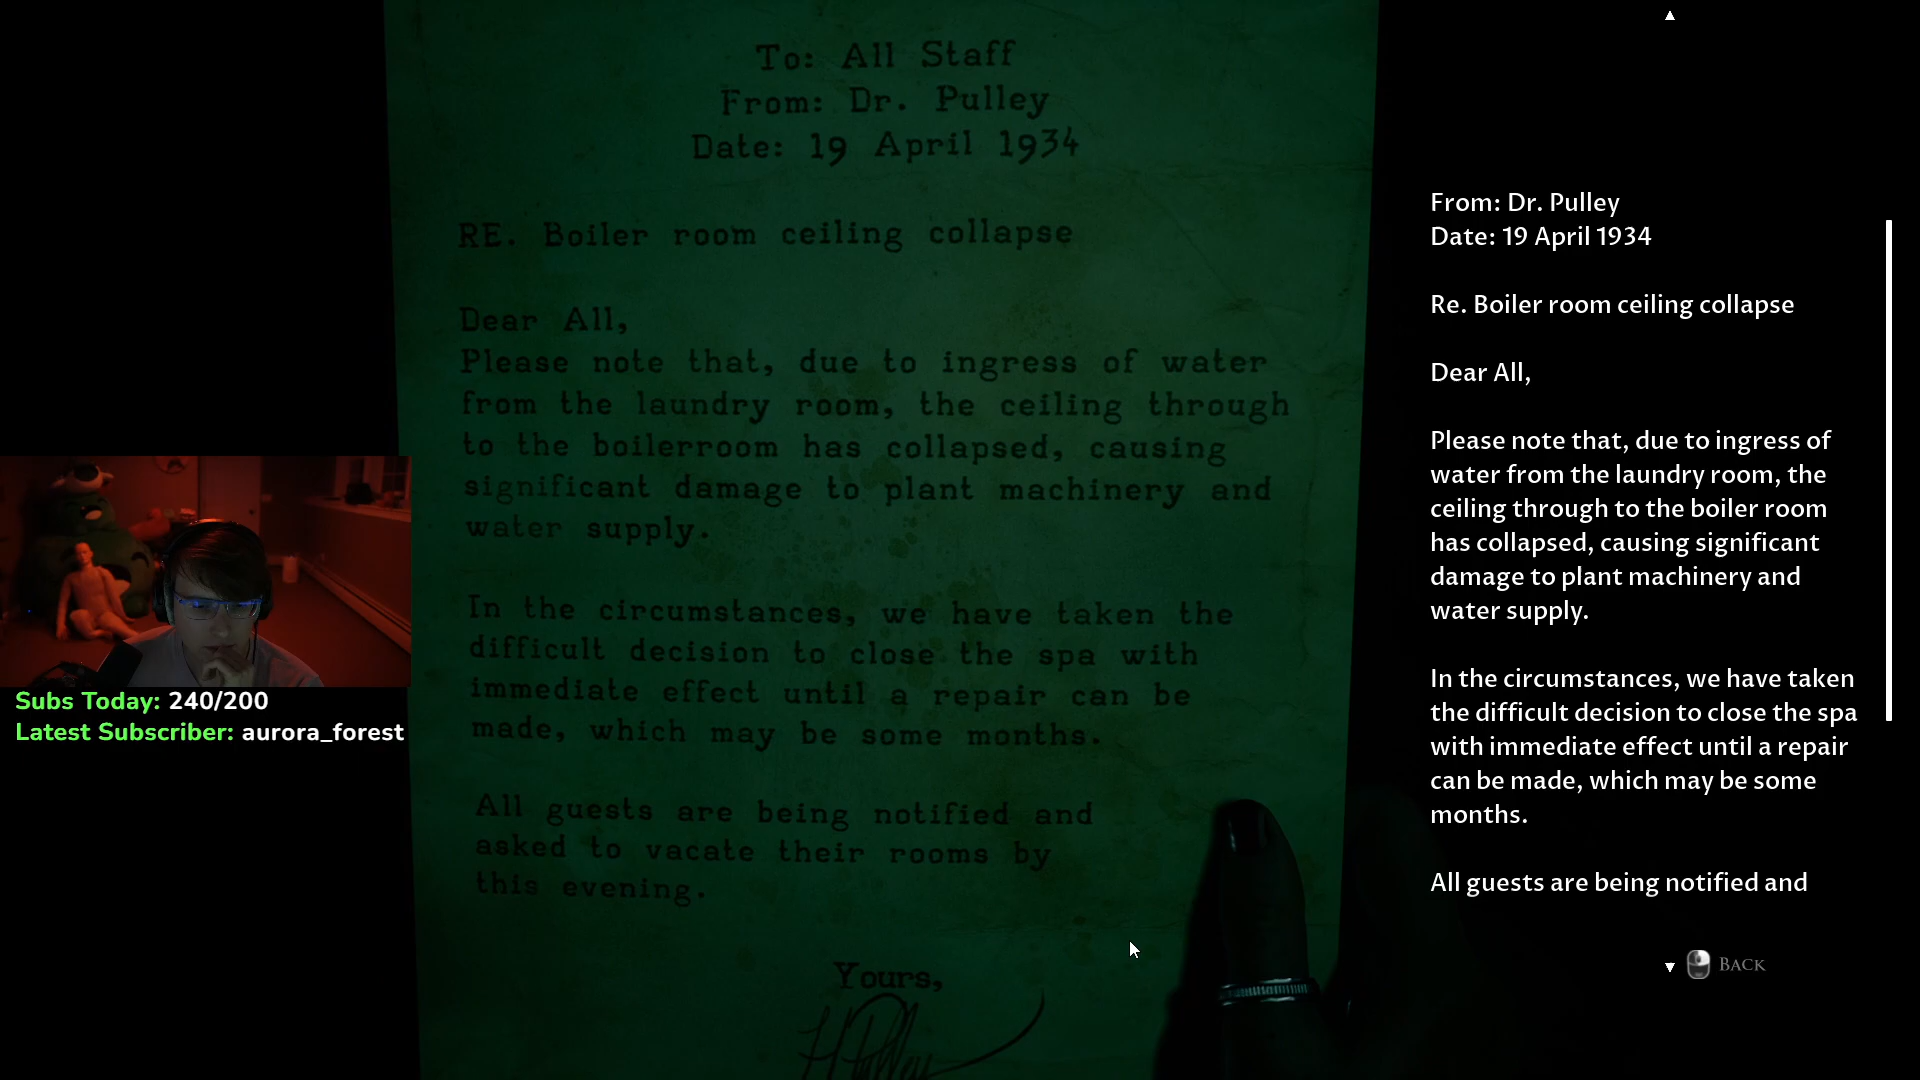 To: All Staff
From: Dr. Pulley
Date: 19 April 1934
RE. Boiler room ceiling collapse
Dear All,
Please note that, due to ingress of water
from the laundry room, the ceiling through
to the boilerroom has collapsed, causing
significant damage to plant machinery and
water supply.
In the circumstances, we have taken the
difficult decision to close the spa with
immediate effect until a repair can be
made, which may be some months.
All guests are being notified and
asked to vacate their rooms by
this evening.
Yours,
H Pulley
From: Dr. Pulley
Date: 19 April 1934
Re. Boiler room ceiling collapse
Dear All,
Please note that, due to ingress of
water from the laundry room, the
ceiling through to the boiler room
has collapsed, causing significant
damage to plant machinery and
water supply.
In the circumstances, we have taken
the difficult decision to close the spa
with immediate effect until a repair
can be made, which may be some
months.
All guests are being notified and
BACK
Subs Today: 240/200
Latest Subscriber: aurora_forest